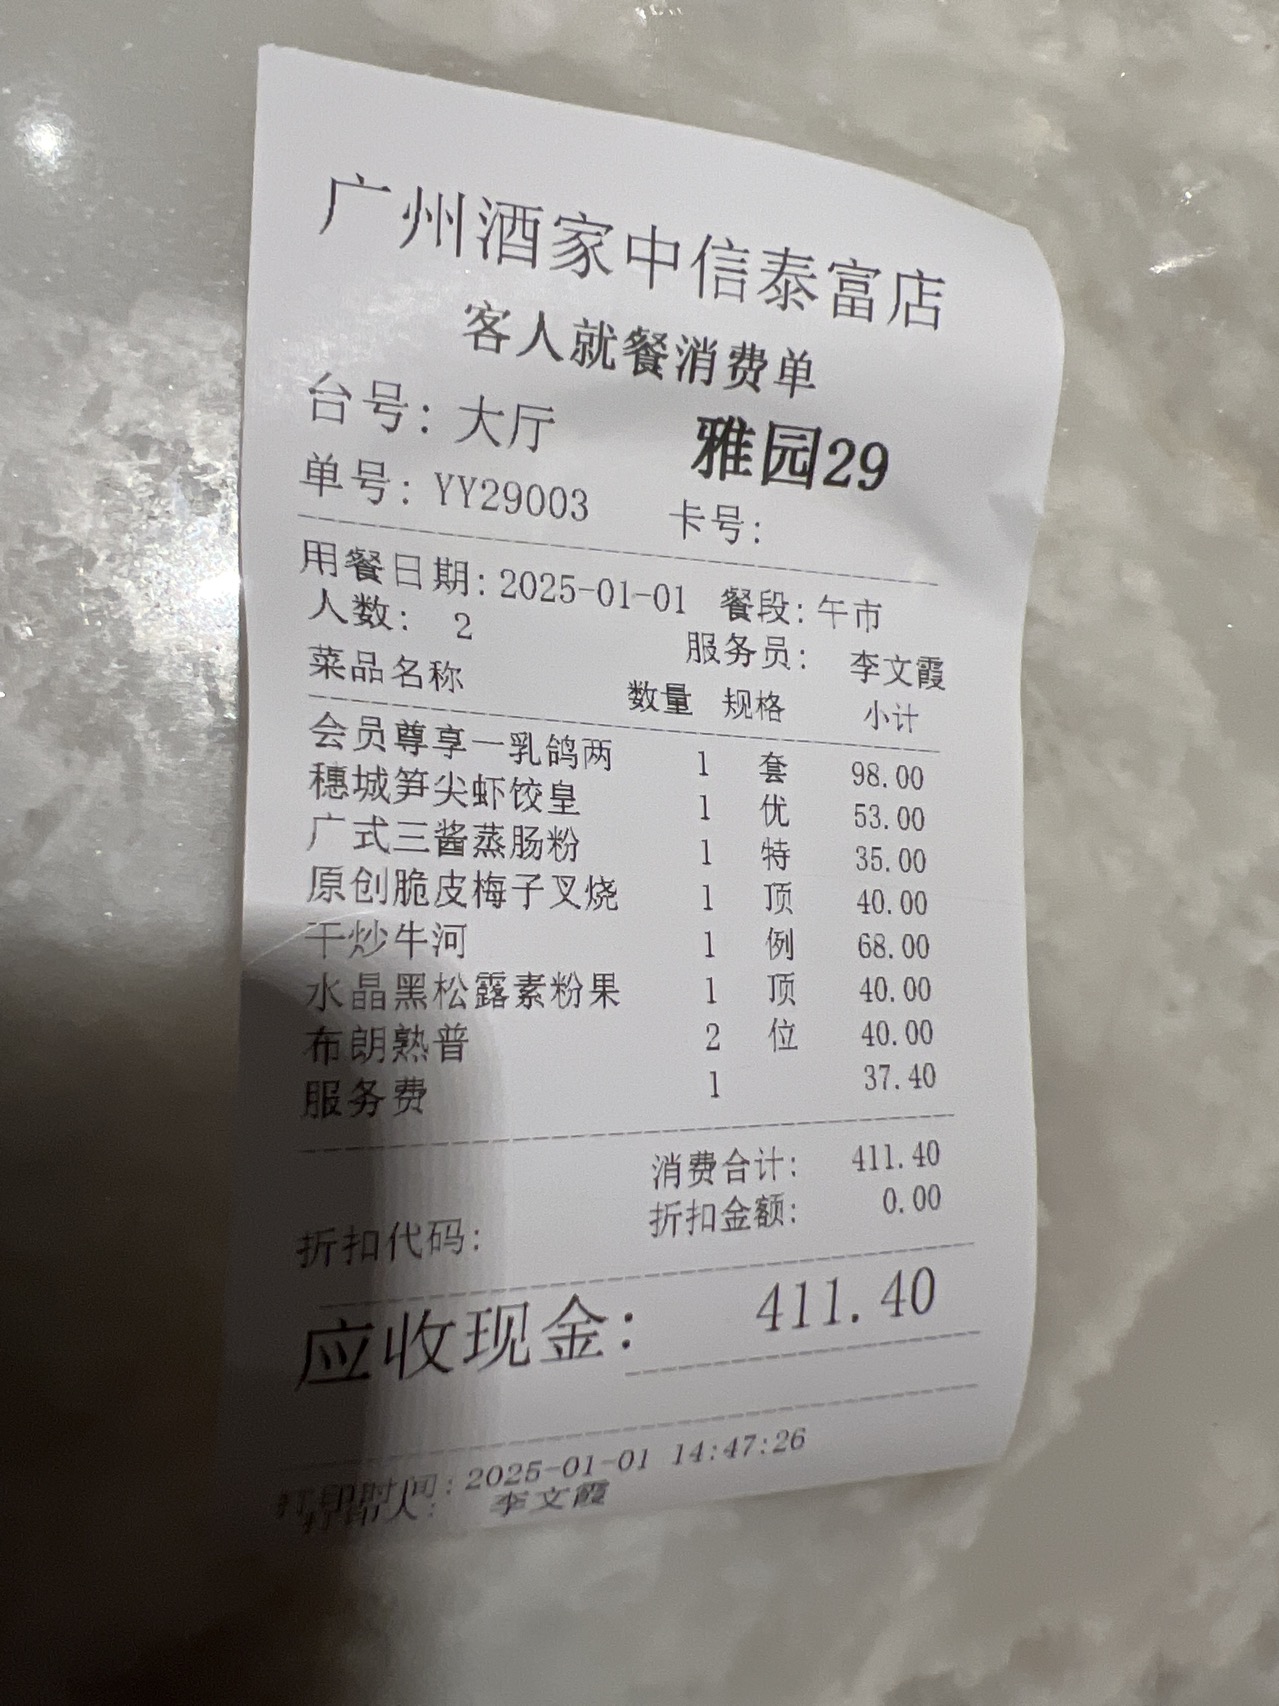 广州酒家中信泰富店
客人就餐消费单
台号: 大厅 雅园29
单号: YY29003 卡号:
用餐日期: 2025-01-01 餐段: 午市
人数: 2 服务员: 李文霞
菜品名称 数量 规格 小计
会员尊享一乳鸽两 1 套 98.00
穗城笋尖虾饺皇 1 优 53.00
广式三酱蒸肠粉 1 特 35.00
原创脆皮梅子叉烧 1 顶 40.00
干炒牛河 1 例 68.00
水晶黑松露素粉果 1 顶 40.00
布朗熟普 2 位 40.00
服务费 1 37.40
消费合计: 411.40
折扣代码: 折扣金额: 0.00
应收现金: 411.40
打印时间: 2025-01-01 14:47:26
打印人: 李文霞